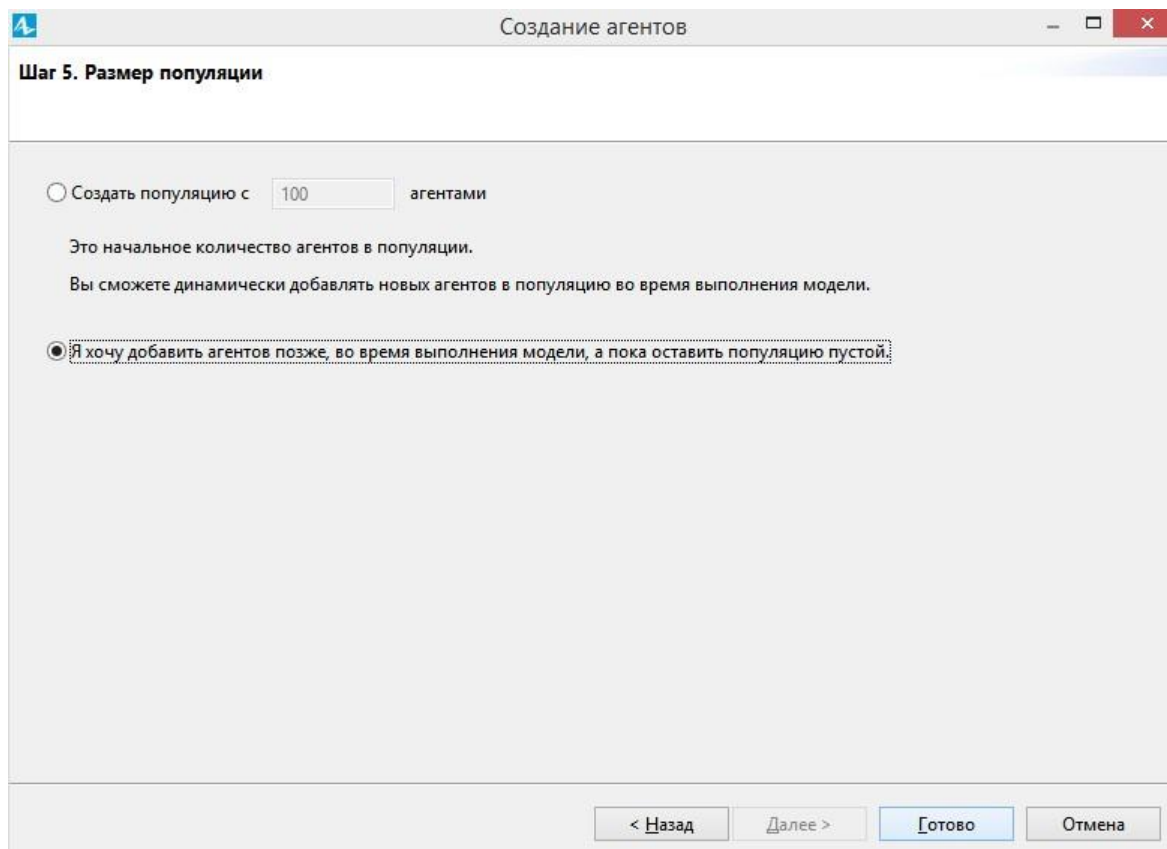 Создание агентов
Шаг 5. Размер популяции
Создать популяцию с 100 агентами
Это начальное количество агентов в популяции.
Вы сможете динамически добавлять новых агентов в популяцию во время выполнения модели.
Я хочу добавить агентов позже, во время выполнения модели, а пока оставить популяцию пустой.
< Назад Далее > Готово Отмена